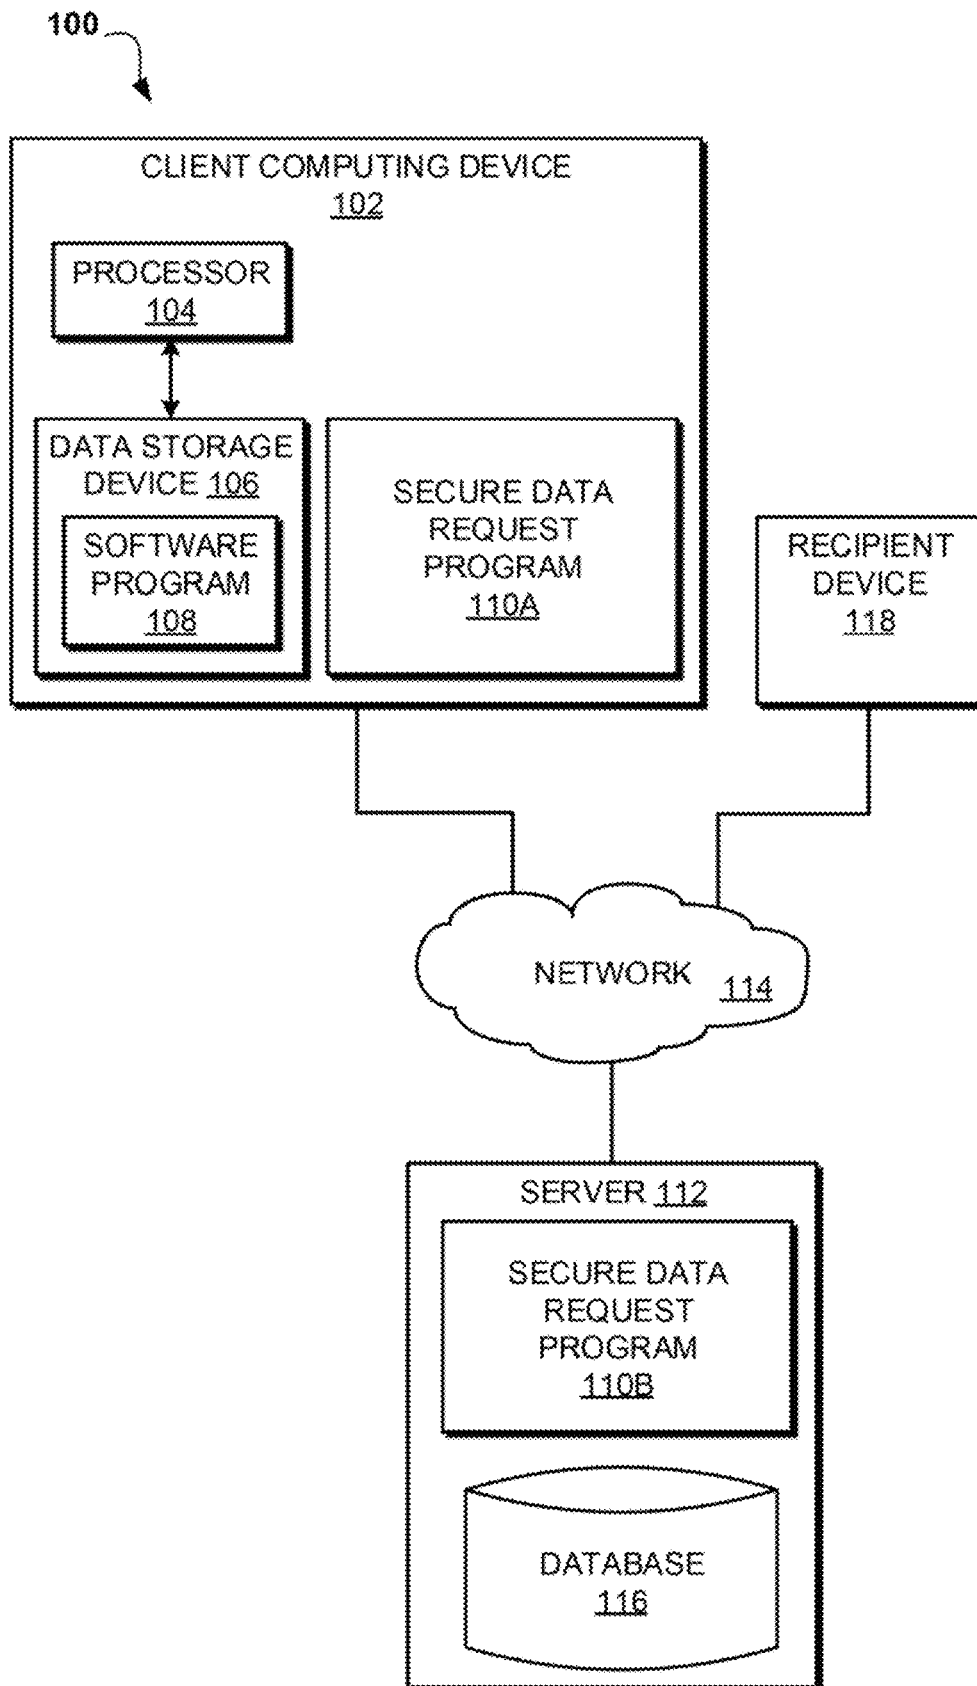 100
CLIENT COMPUTING DEVICE
102
PROCESSOR
104
DATA STORAGE
DEVICE 106
SOFTWARE
PROGRAM
108
SECURE DATA
REQUEST
PROGRAM
110A
RECIPIENT
DEVICE
118
NETWORK 114
SERVER 112
SECURE DATA
REQUEST
PROGRAM
110B
DATABASE
116